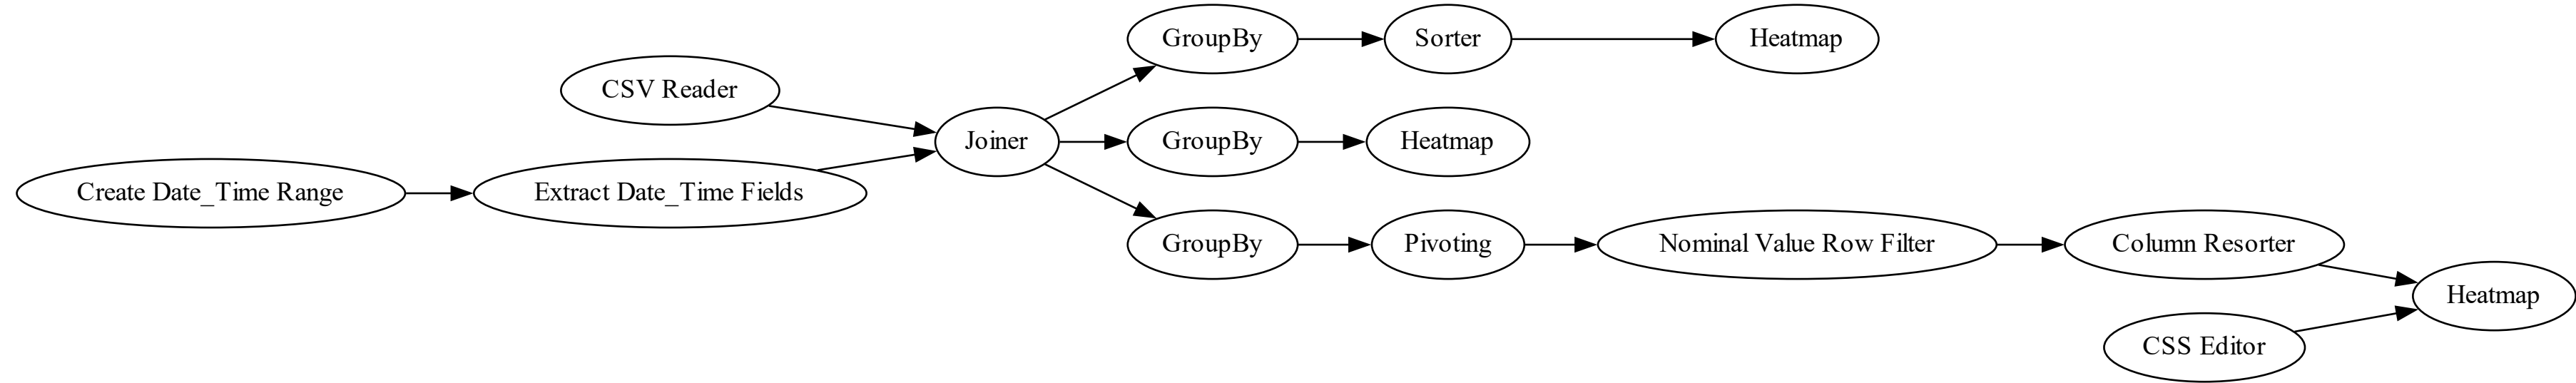 GroupBy
Sorter
Heatmap
CSV Reader
Joiner
GroupBy
Heatmap
Create Date_Time Range
Extract Date_Time Fields
GroupBy
Pivoting
Nominal Value Row Filter
Column Resorter
Heatmap
CSS Editor